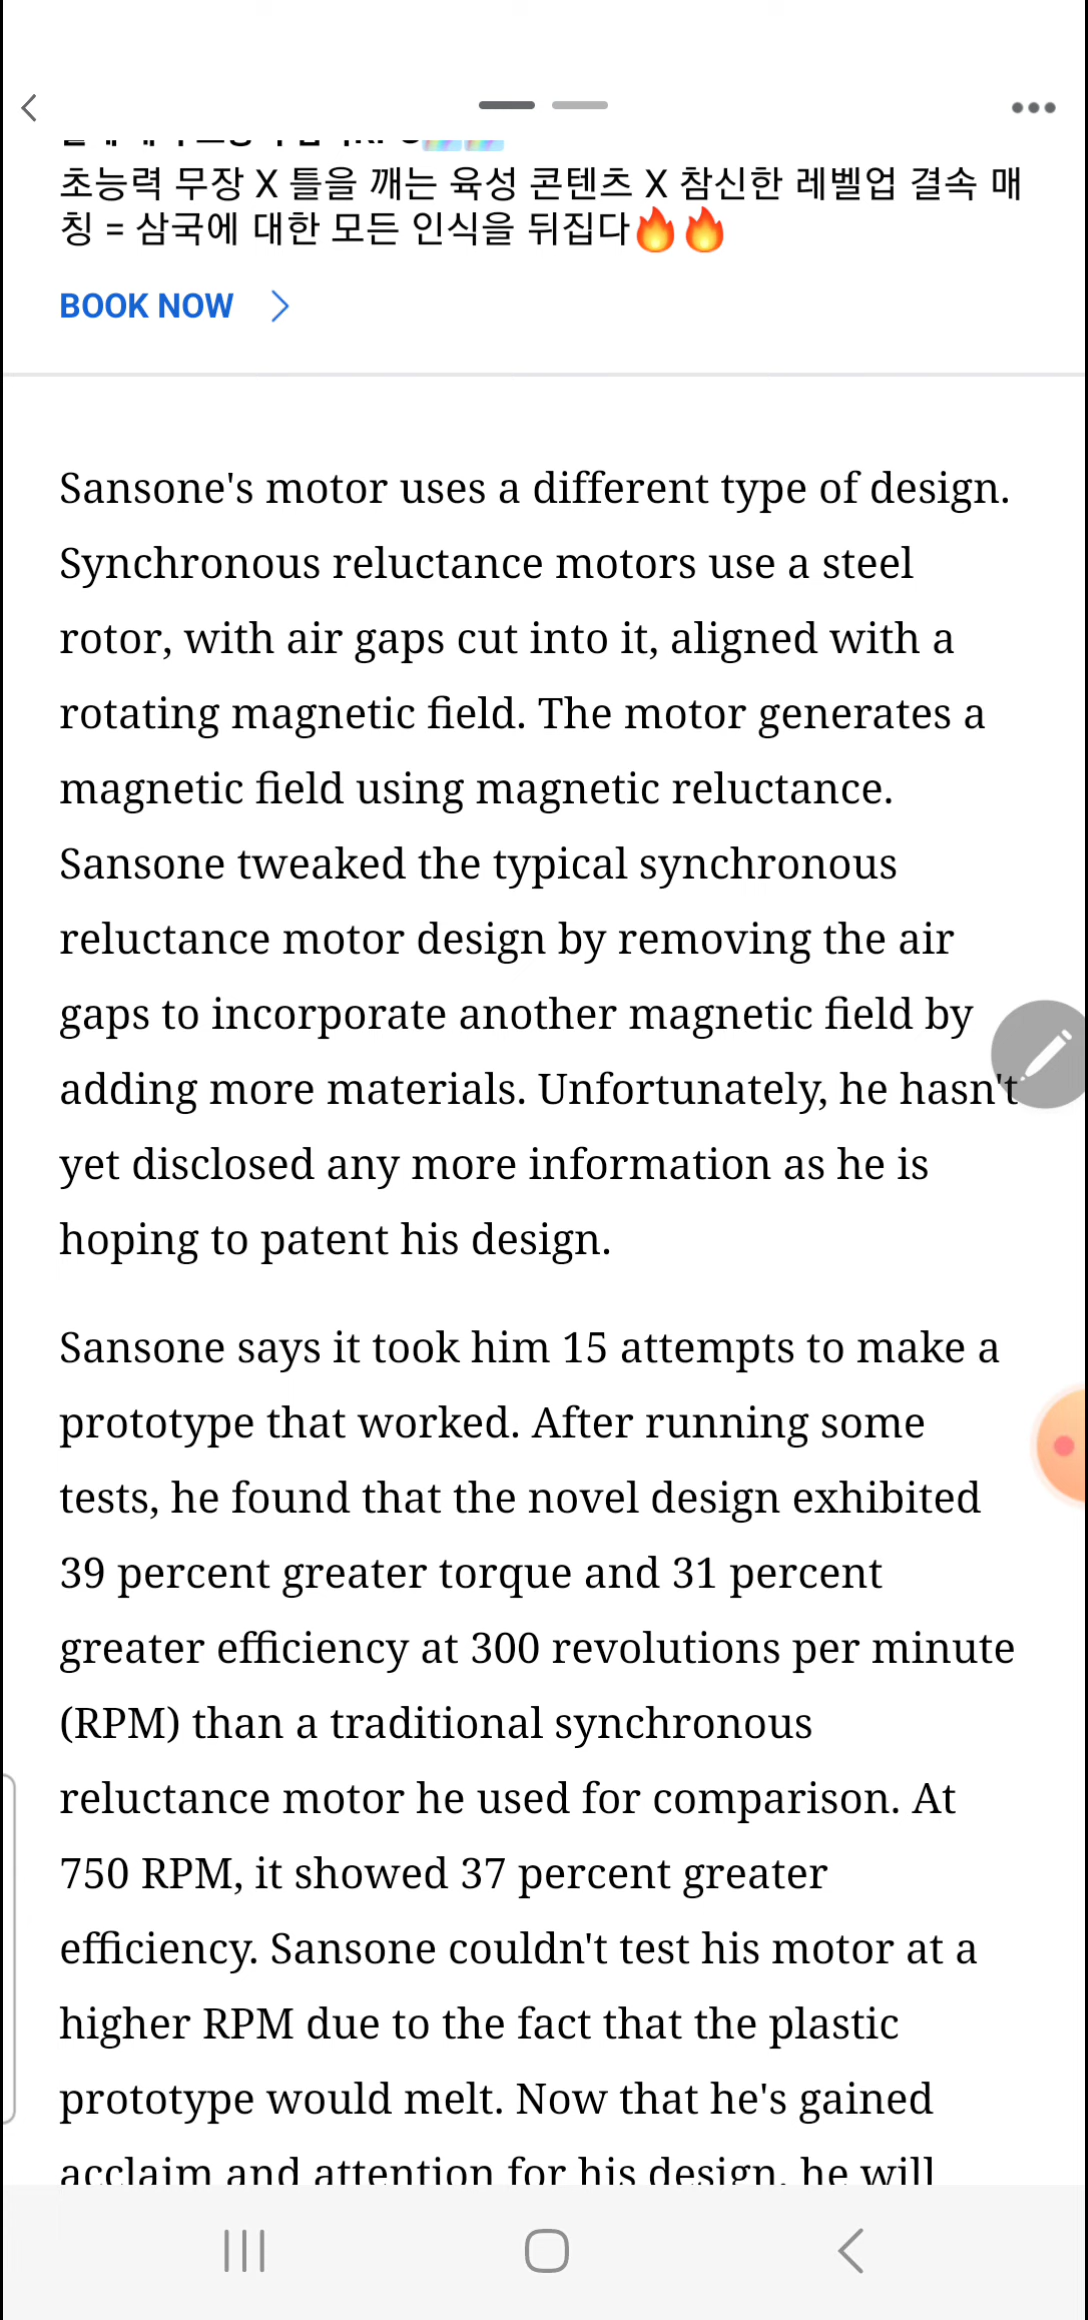 초능력 무장 X 틀을 깨는 육성 콘텐츠 X 참신한 레벨업 결속 매
칭 = 삼국에 대한 모든 인식을 뒤집다🔥🔥
BOOK NOW
Sansone's motor uses a different type of design.
Synchronous reluctance motors use a steel
rotor, with air gaps cut into it, aligned with a
rotating magnetic field. The motor generates a
magnetic field using magnetic reluctance.
Sansone tweaked the typical synchronous
reluctance motor design by removing the air
gaps to incorporate another magnetic field by
adding more materials. Unfortunately, he hasn't
yet disclosed any more information as he is
hoping to patent his design.
Sansone says it took him 15 attempts to make a
prototype that worked. After running some
tests, he found that the novel design exhibited
39 percent greater torque and 31 percent
greater efficiency at 300 revolutions per minute
(RPM) than a traditional synchronous
reluctance motor he used for comparison. At
750 RPM, it showed 37 percent greater
efficiency. Sansone couldn't test his motor at a
higher RPM due to the fact that the plastic
prototype would melt. Now that he's gained
acclaim and attention for his design, he will